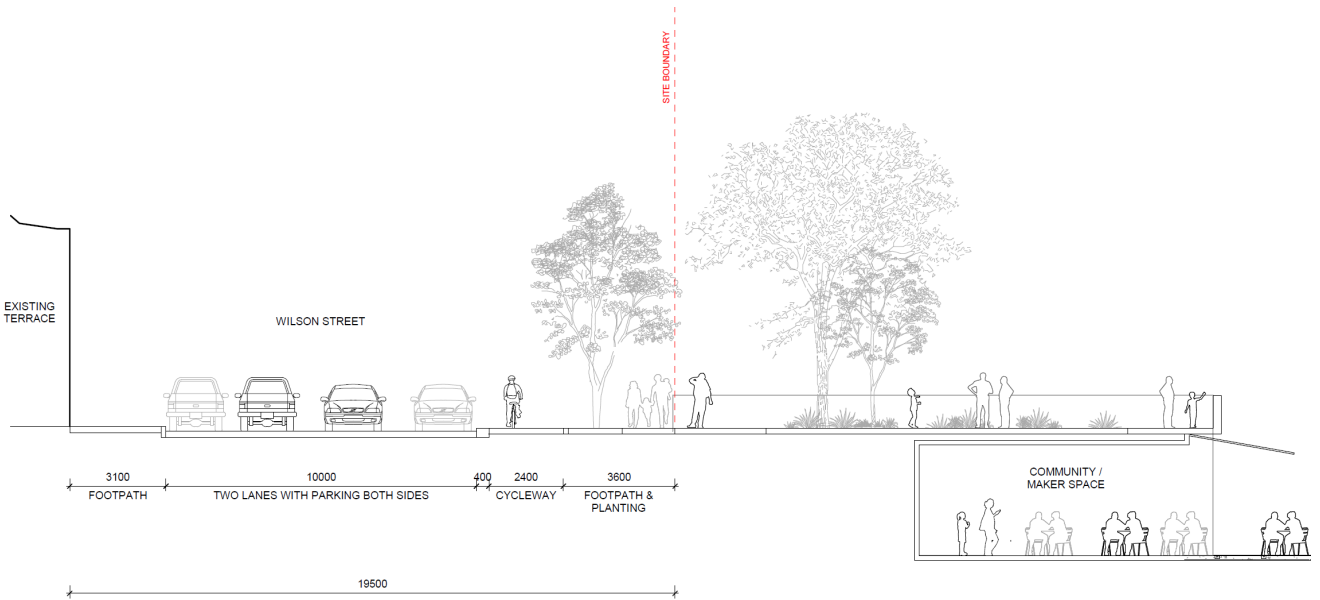 SITE BOUNDARY
EXISTING
TERRACE
WILSON STREET
COMMUNITY /
MAKER SPACE
3100
10000
400
2400
3600
FOOTPATH
TWO LANES WITH PARKING BOTH SIDES
CYCLEWAY
FOOTPATH &
PLANTING
19500